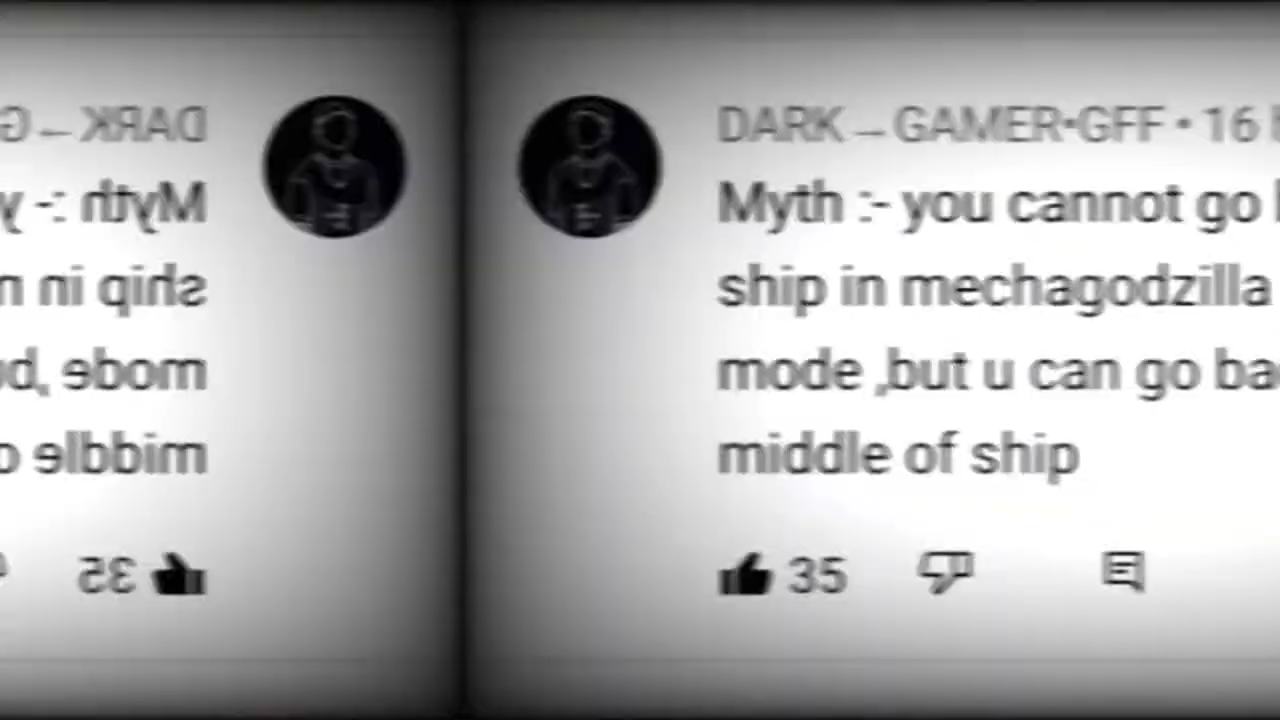 DARK – GAMER•GFF • 16
Myth :- you cannot go
ship in mechagodzilla
mode ,but u can go
middle of ship
35